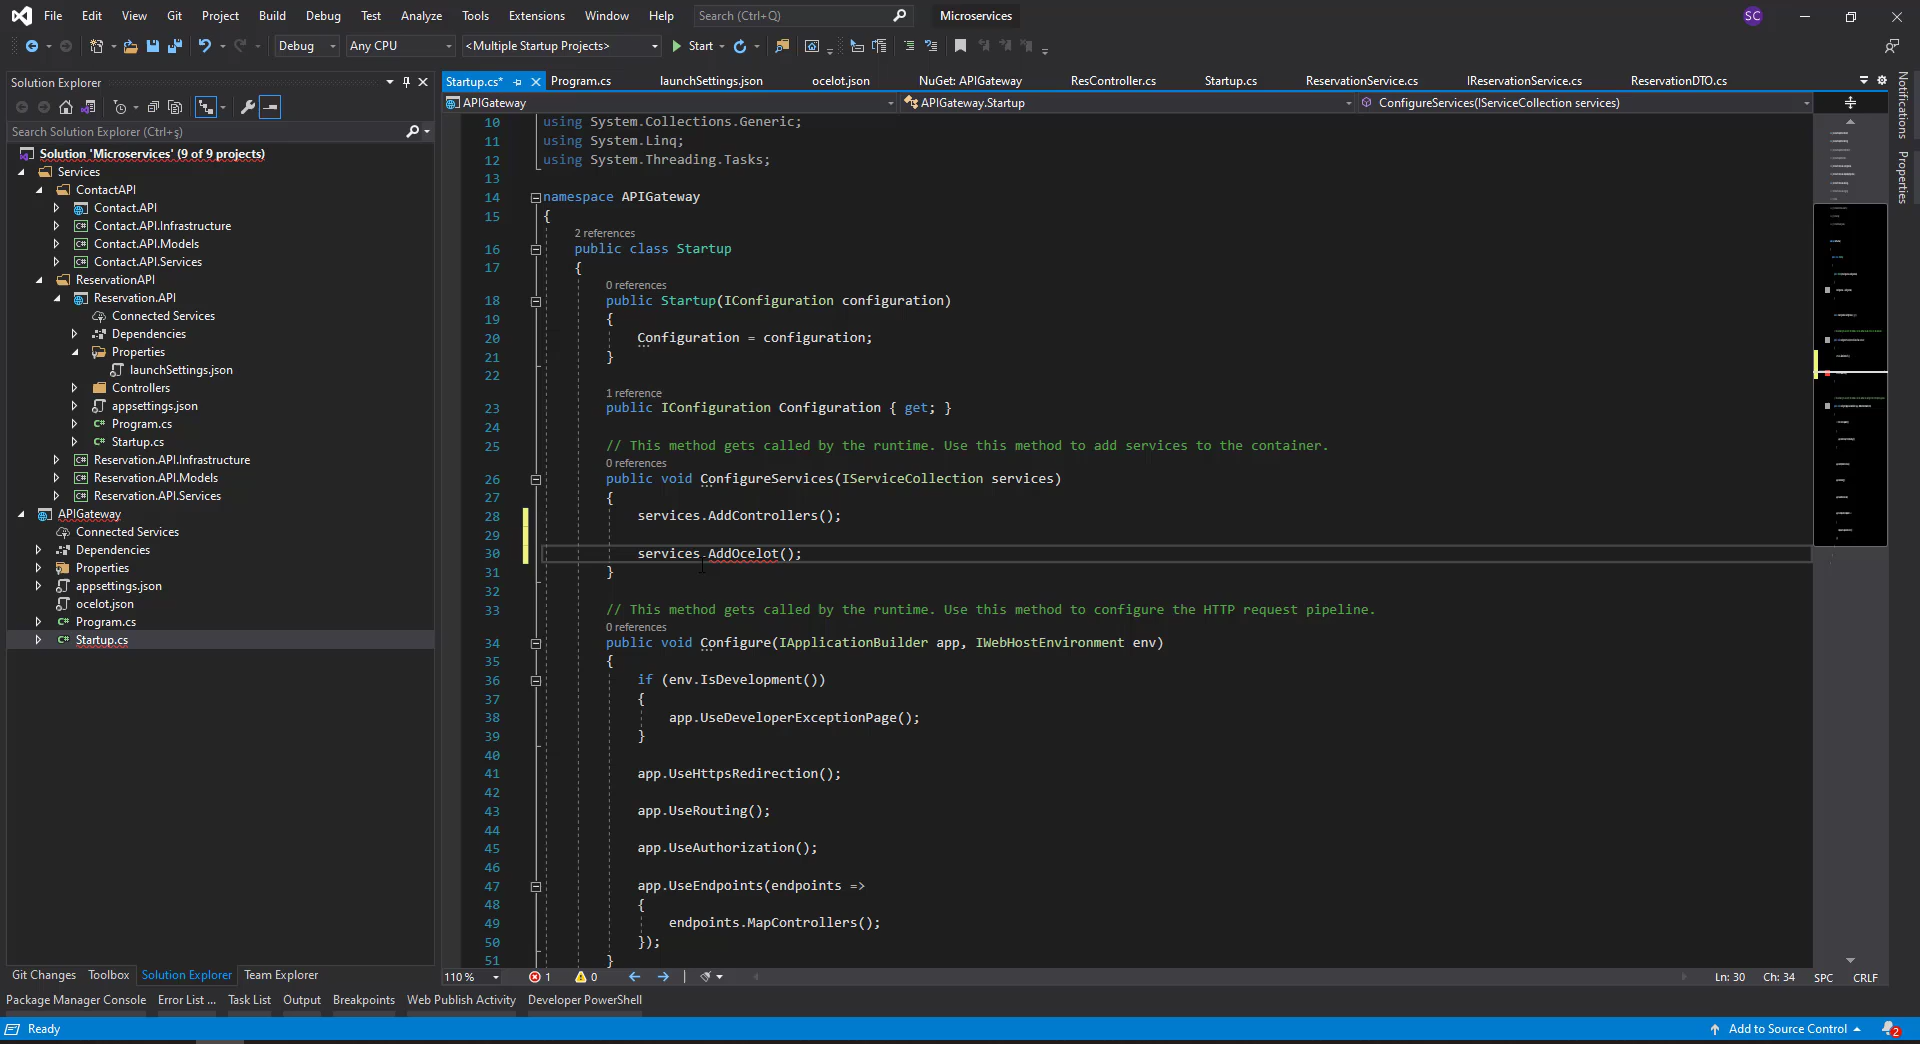 File Edit View Git Project Build Debug Test Analyze Tools Extensions Window Help Search (Ctrl+Q) Microservices SC
Debug Any CPU <Multiple Startup Projects> Start
Solution Explorer
Search Solution Explorer (Ctrl+ş)
Solution 'Microservices' (9 of 9 projects)
Services
ContactAPI
Contact.API
Contact.API.Infrastructure
Contact.API.Models
Contact.API.Services
ReservationAPI
Reservation.API
Connected Services
Dependencies
Properties
launchSettings.json
Controllers
appsettings.json
Program.cs
Startup.cs
Reservation.API.Infrastructure
Reservation.API.Models
Reservation.API.Services
APIGateway
Connected Services
Dependencies
Properties
appsettings.json
ocelot.json
Program.cs
Startup.cs
Git Changes Toolbox Solution Explorer Team Explorer
Startup.cs* Program.cs launchSettings.json ocelot.json NuGet: APIGateway ResController.cs Startup.cs ReservationService.cs IReservationService.cs ReservationDTO.cs
APIGateway APIGateway.Startup ConfigureServices(IServiceCollection services)
10 using System.Collections.Generic;
11 using System.Linq;
12 using System.Threading.Tasks;
13
14 namespace APIGateway
15 {
2 references
16 public class Startup
17 {
0 references
18 public Startup(IConfiguration configuration)
19 {
20 Configuration = configuration;
21 }
22
1 reference
23 public IConfiguration Configuration { get; }
24
25 // This method gets called by the runtime. Use this method to add services to the container.
0 references
26 public void ConfigureServices(IServiceCollection services)
27 {
28 services.AddControllers();
29
30 services.AddOcelot();
31 }
32
33 // This method gets called by the runtime. Use this method to configure the HTTP request pipeline.
0 references
34 public void Configure(IApplicationBuilder app, IWebHostEnvironment env)
35 {
36 if (env.IsDevelopment())
37 {
38 app.UseDeveloperExceptionPage();
39 }
40
41 app.UseHttpsRedirection();
42
43 app.UseRouting();
44
45 app.UseAuthorization();
46
47 app.UseEndpoints(endpoints =>
48 {
49 endpoints.MapControllers();
50 });
51 }
110 % 1 0 Ln: 30 Ch: 34 SPC CRLF
Notifications
Properties
Package Manager Console Error List ... Task List Output Breakpoints Web Publish Activity Developer PowerShell
Ready Add to Source Control 2